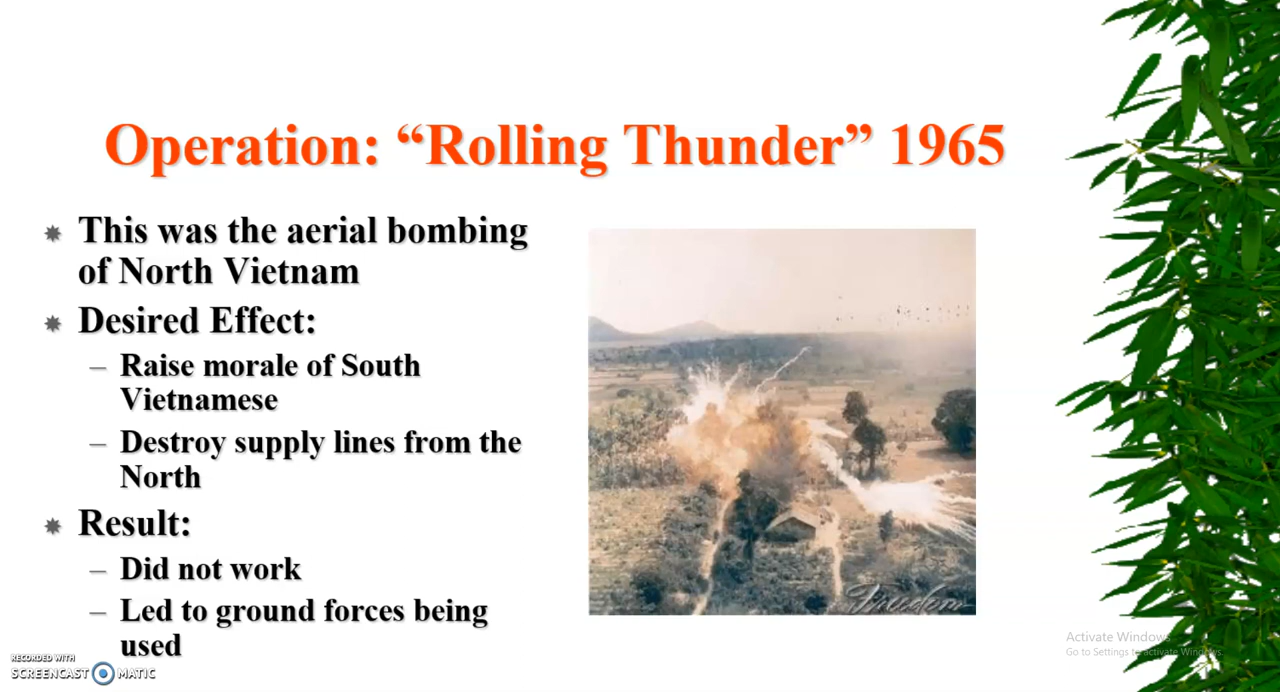 Operation: “Rolling Thunder” 1965
This was the aerial bombing
of North Vietnam
Desired Effect:
– Raise morale of South
Vietnamese
– Destroy supply lines from the
North
Result:
– Did not work
– Led to ground forces being
used
Freedom
Activate Windows
Go to Settings to activate Windows.
RECORDED WITH
SCREENCAST MATIC